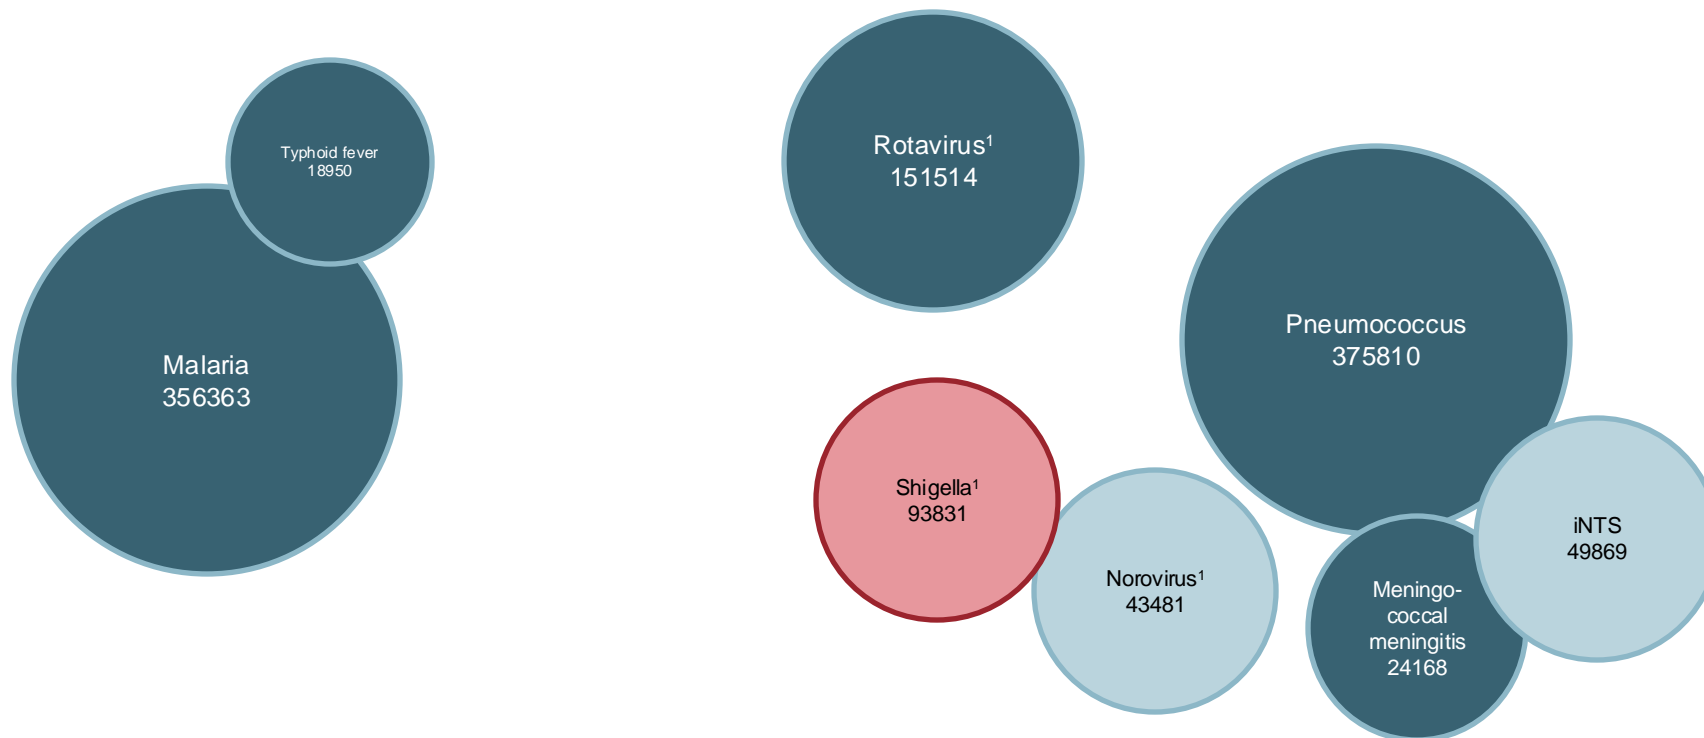 Typhoid fever
18950
Malaria
356363
Rotavirus¹
151514
Pneumococcus
375810
Shigella¹
93831
Norovirus¹
43481
Meningo-
coccal
meningitis
24168
iNTS
49869